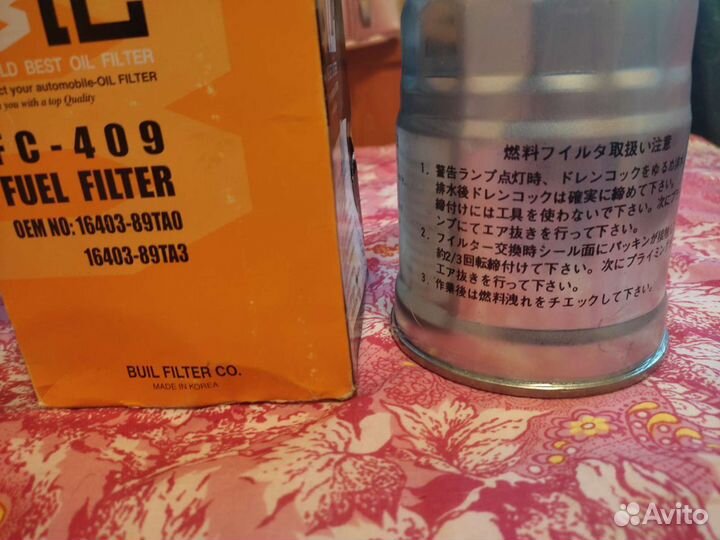 LD BEST OIL FILTER
ct your automobile-OIL FILTER
you with a top Quality
FC-409
FUEL FILTER
OEM NO: 16403-89TA0
16403-89TA3
BUIL FILTER CO.
MADE IN KOREA
燃料フイルタ取扱い注意
1. 警告ランプ点灯時、ドレンコックをゆるめ排水
排水後ドレンコックは確実に締めて下さい。
締付けには工具を使わないで下さい。次にプ
ンプにてエア抜きを行って下さい。
2. フイルター交換時シール面にパッキンが接触
約2/3回転締付けて下さい。次にプライミング
エア抜きを行って下さい。
3. 作業後は燃料洩れをチエックして下さい。
Avito